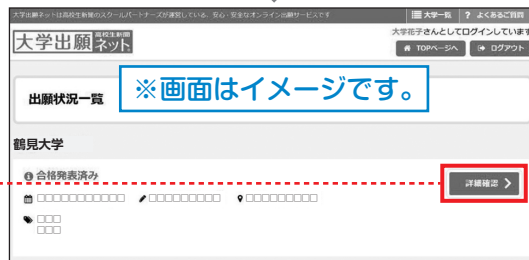 大学出願ネットは高校生新聞のスクールパートナーズが運営している、安心・安全なオンライン出願サービスです
大学一覧
? よくあるご質問
大学出願ネット 高校生新聞
大学花子さんとしてログインしています
TOPページへ
ログアウト
出願状況一覧
※画面はイメージです。
鶴見大学
合格発表済み
詳細確認
□□□□□□□□□□□ □□□□□□□□□ □□□□□□□□□
□□□
□□□